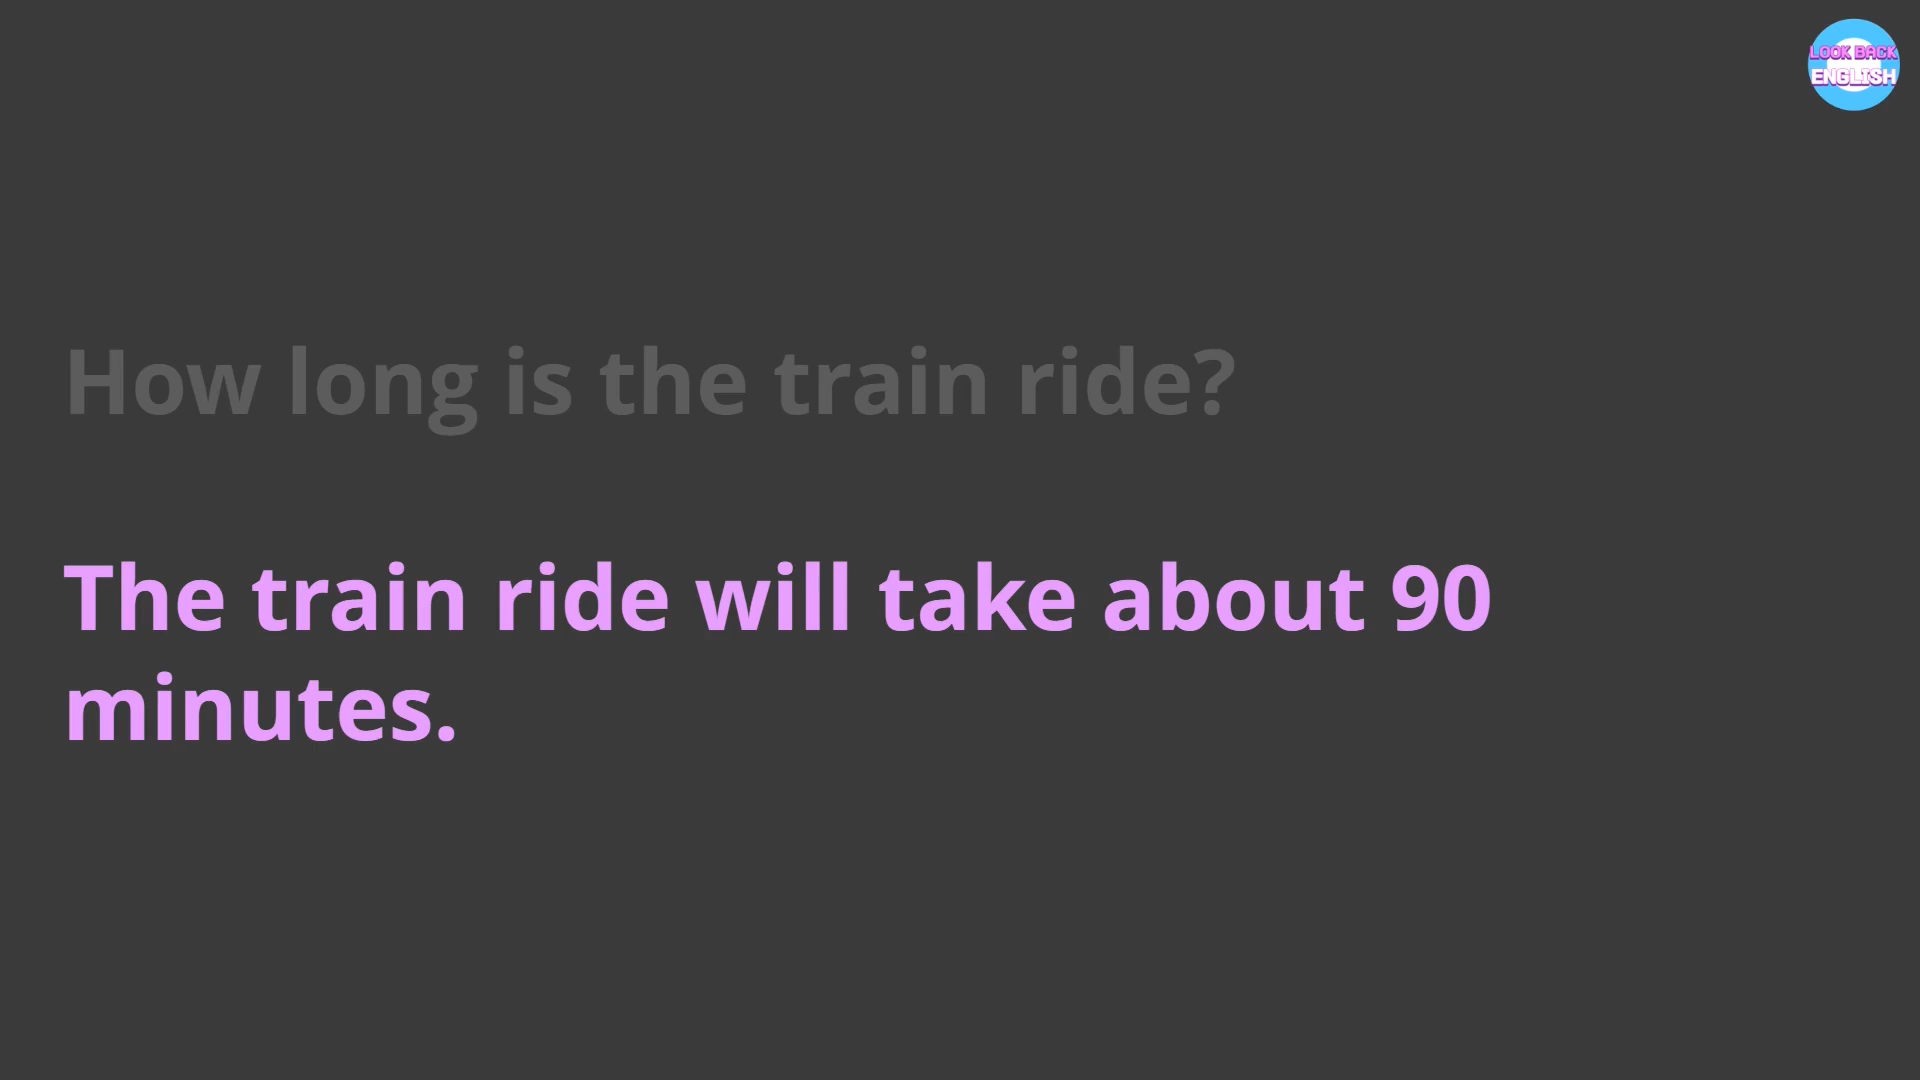 LOOK BACK
ENGLISH
How long is the train ride?
The train ride will take about 90
minutes.